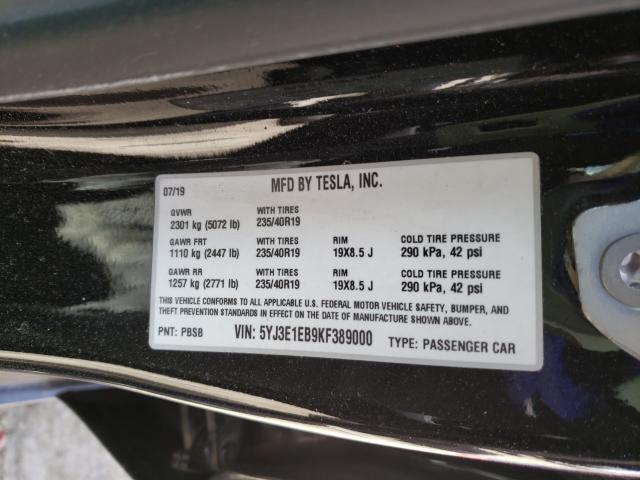 07/19 MFD BY TESLA, INC.
GVWR WITH TIRES
2301 kg (5072 lb) 235/40R19
GAWR FRT WITH TIRES RIM COLD TIRE PRESSURE
1110 kg (2447 lb) 235/40R19 19X8.5 J 290 kPa, 42 psi
GAWR RR WITH TIRES RIM COLD TIRE PRESSURE
1257 kg (2771 lb) 235/40R19 19X8.5 J 290 kPa, 42 psi
THIS VEHICLE CONFORMS TO ALL APPLICABLE U.S. FEDERAL MOTOR VEHICLE SAFETY, BUMPER, AND
THEFT PREVENTION STANDARDS IN EFFECT ON THE DATE OF MANUFACTURE SHOWN ABOVE.
PNT: PBSB VIN: 5YJ3E1EB9KF389000 TYPE: PASSENGER CAR